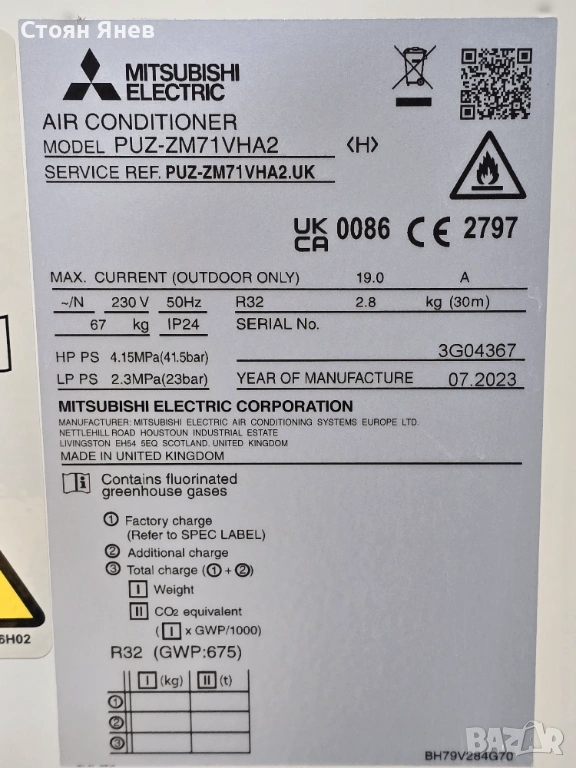 Стоян Янев
MITSUBISHI
ELECTRIC
AIR CONDITIONER
MODEL PUZ-ZM71VHA2 <H>
SERVICE REF. PUZ-ZM71VHA2.UK
UK CA 0086 CE 2797
MAX. CURRENT (OUTDOOR ONLY) 19.0 A
~/N 230 V 50Hz R32 2.8 kg (30m)
67 kg IP24 SERIAL No.
3G04367
HP PS 4.15MPa(41.5bar)
LP PS 2.3MPa(23bar) YEAR OF MANUFACTURE 07.2023
MITSUBISHI ELECTRIC CORPORATION
MANUFACTURER: MITSUBISHI ELECTRIC AIR CONDITIONING SYSTEMS EUROPE LTD.
NETTLEHILL ROAD HOUSTOUN INDUSTRIAL ESTATE
LIVINGSTON EH54 5EQ SCOTLAND. UNITED KINGDOM
MADE IN UNITED KINGDOM
i Contains fluorinated
greenhouse gases
① Factory charge
(Refer to SPEC LABEL)
② Additional charge
③ Total charge (① + ②)
I Weight
II CO₂ equivalent
( I x GWP/1000)
R32 (GWP:675)
I (kg) II (t)
①
②
③
6H02
BH79V284G70
BAZAR